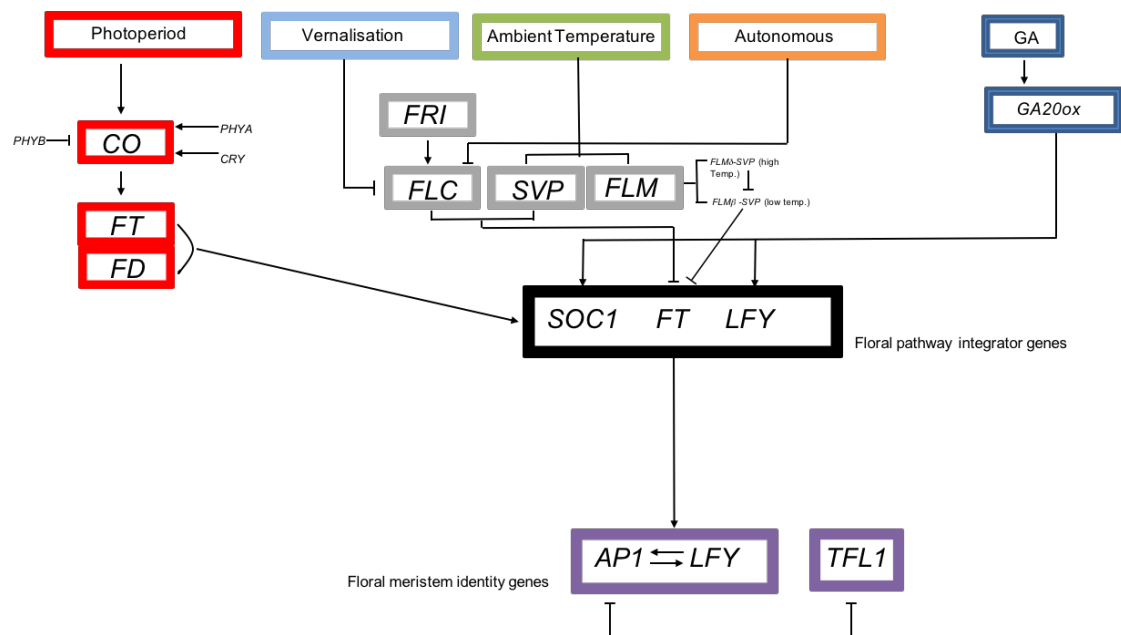 Photoperiod
Vernalisation
Ambient Temperature
Autonomous
GA
GA20ox
FRI
PHYB
CO
PHYA
CRY
FLC
SVP
FLM
FLMδ-SVP (high
Temp.)
FLMβ -SVP (low temp.)
FT
FD
SOC1 FT LFY
Floral pathway integrator genes
AP1 LFY
TFL1
Floral meristem identity genes